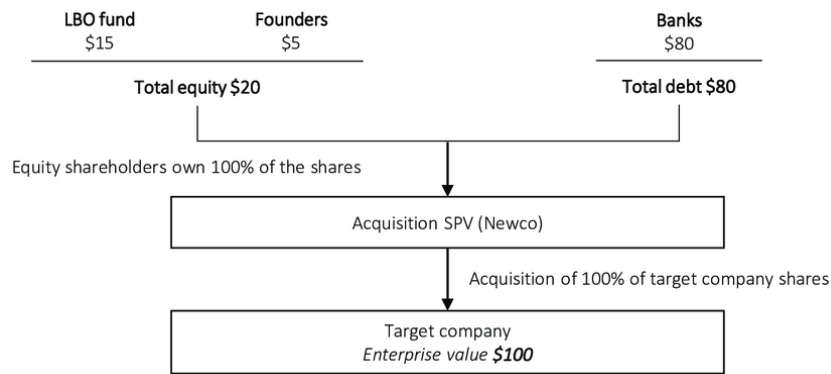 LBO fund
$15
Founders
$5
Total equity $20
Banks
$80
Total debt $80
Equity shareholders own 100% of the shares
Acquisition SPV (Newco)
Acquisition of 100% of target company shares
Target company
Enterprise value $100